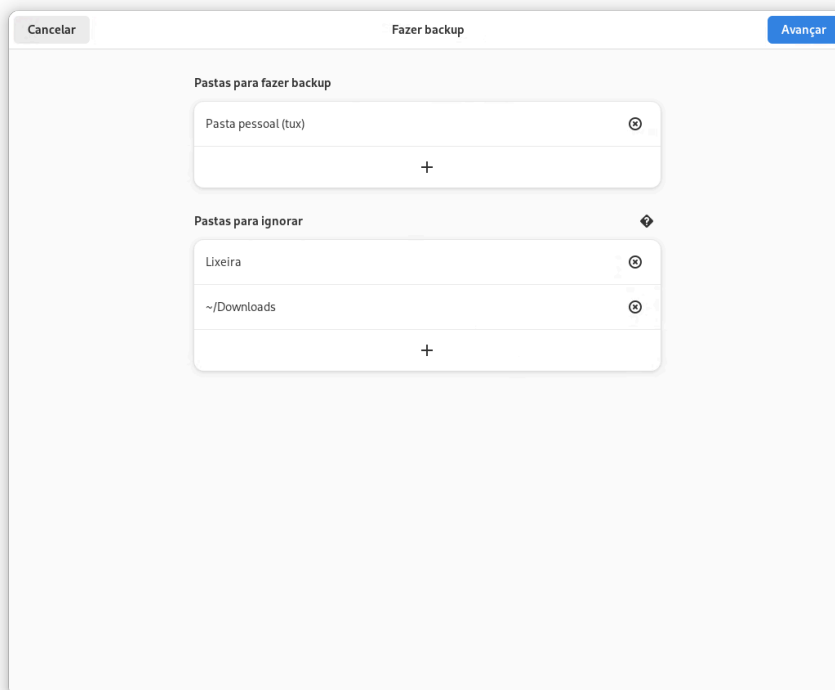 Cancelar
Fazer backup
Avançar
Pastas para fazer backup
Pasta pessoal (tux)
Pastas para ignorar
Lixeira
~/Downloads